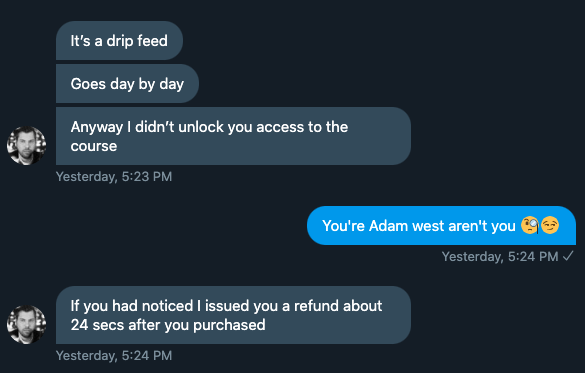 It's a drip feed
Goes day by day
Anyway I didn't unlock you access to the
course
Yesterday, 5:23 PM
You're Adam west aren't you 🧐😏
Yesterday, 5:24 PM ✓
If you had noticed I issued you a refund about
24 secs after you purchased
Yesterday, 5:24 PM